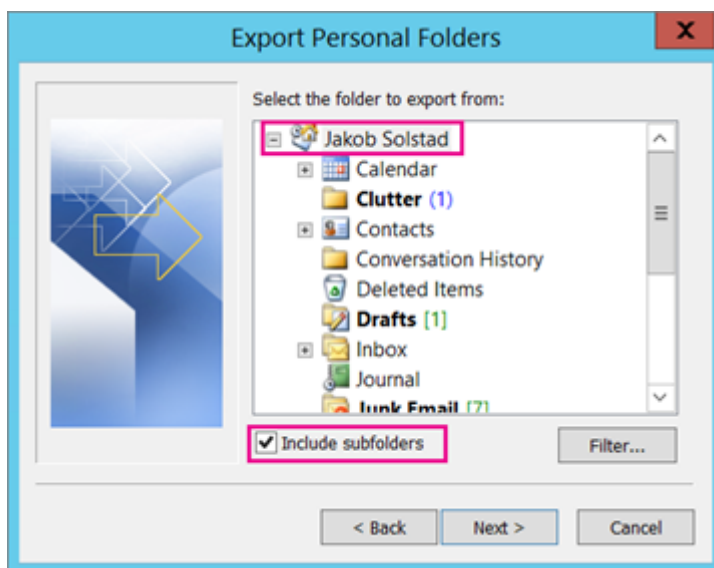 Export Personal Folders
X
Select the folder to export from:
Jakob Solstad
Calendar
Clutter (1)
Contacts
Conversation History
Deleted Items
Drafts [1]
Inbox
Journal
Junk Email [7]
Include subfolders
Filter...
< Back Next > Cancel